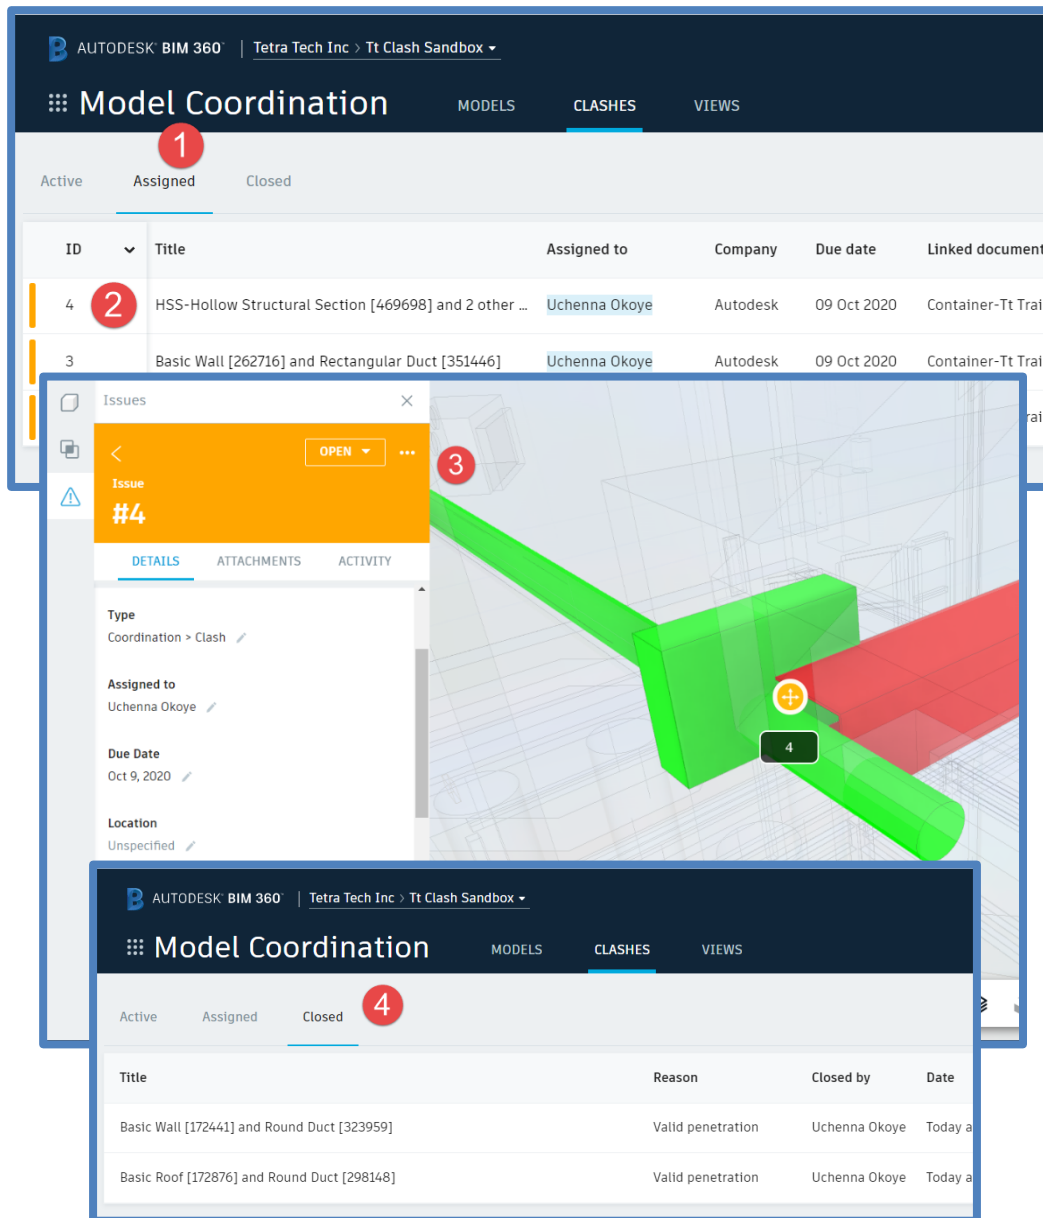 AUTODESK® BIM 360™ | Tetra Tech Inc > Tt Clash Sandbox
Model Coordination MODELS CLASHES VIEWS
1
Active Assigned Closed
ID Title Assigned to Company Due date Linked document
4 2 HSS-Hollow Structural Section [469698] and 2 other ... Uchenna Okoye Autodesk 09 Oct 2020 Container-Tt Trai
3 Basic Wall [262716] and Rectangular Duct [351446] Uchenna Okoye Autodesk 09 Oct 2020 Container-Tt Trai
rai
Issues
OPEN
3
Issue
#4
DETAILS ATTACHMENTS ACTIVITY
Type
Coordination > Clash
Assigned to
Uchenna Okoye
Due Date
Oct 9, 2020
Location
Unspecified
4
AUTODESK® BIM 360™ | Tetra Tech Inc > Tt Clash Sandbox
Model Coordination MODELS CLASHES VIEWS
Active Assigned Closed 4
Title Reason Closed by Date
Basic Wall [172441] and Round Duct [323959] Valid penetration Uchenna Okoye Today a
Basic Roof [172876] and Round Duct [298148] Valid penetration Uchenna Okoye Today a